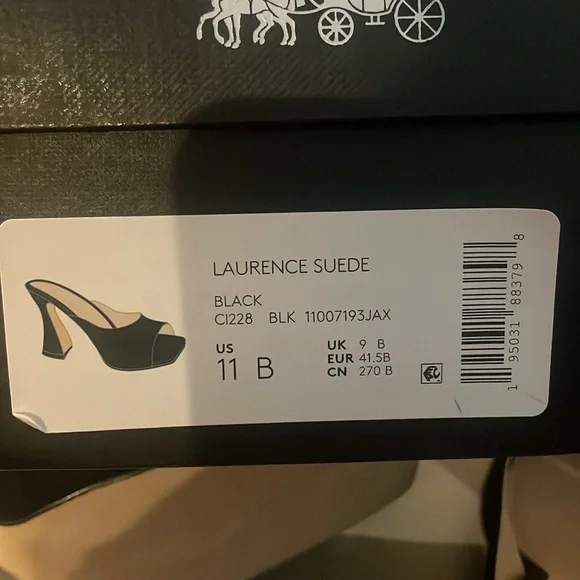 LAURENCE SUEDE
BLACK
CI228 BLK 11007193JAX
US
11 B
UK 9 B
EUR 41.5B
CN 270 B
1 95031 88379 8